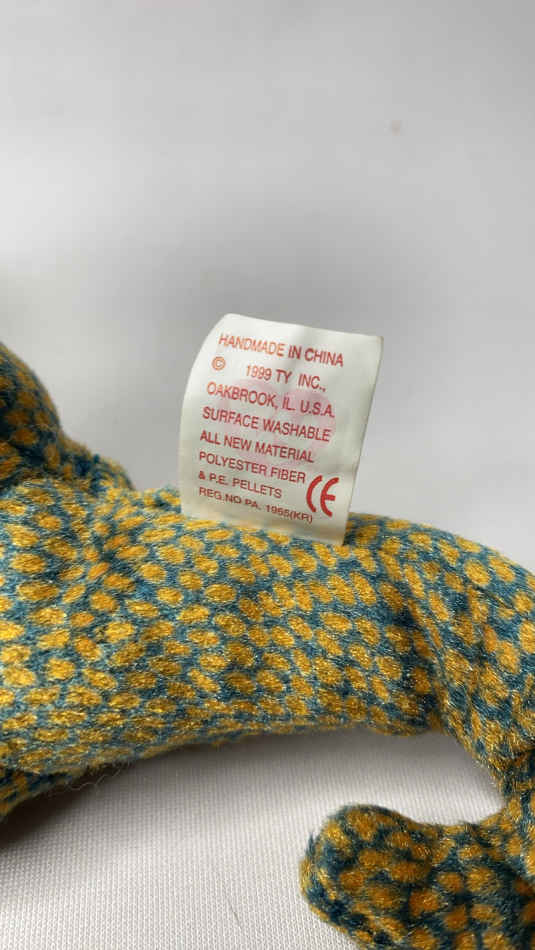 HANDMADE IN CHINA
© 1999 TY INC.,
OAKBROOK, IL. U.S.A.
SURFACE WASHABLE
ALL NEW MATERIAL
POLYESTER FIBER
& P.E. PELLETS CE
REG.NO PA. 1965(KR)